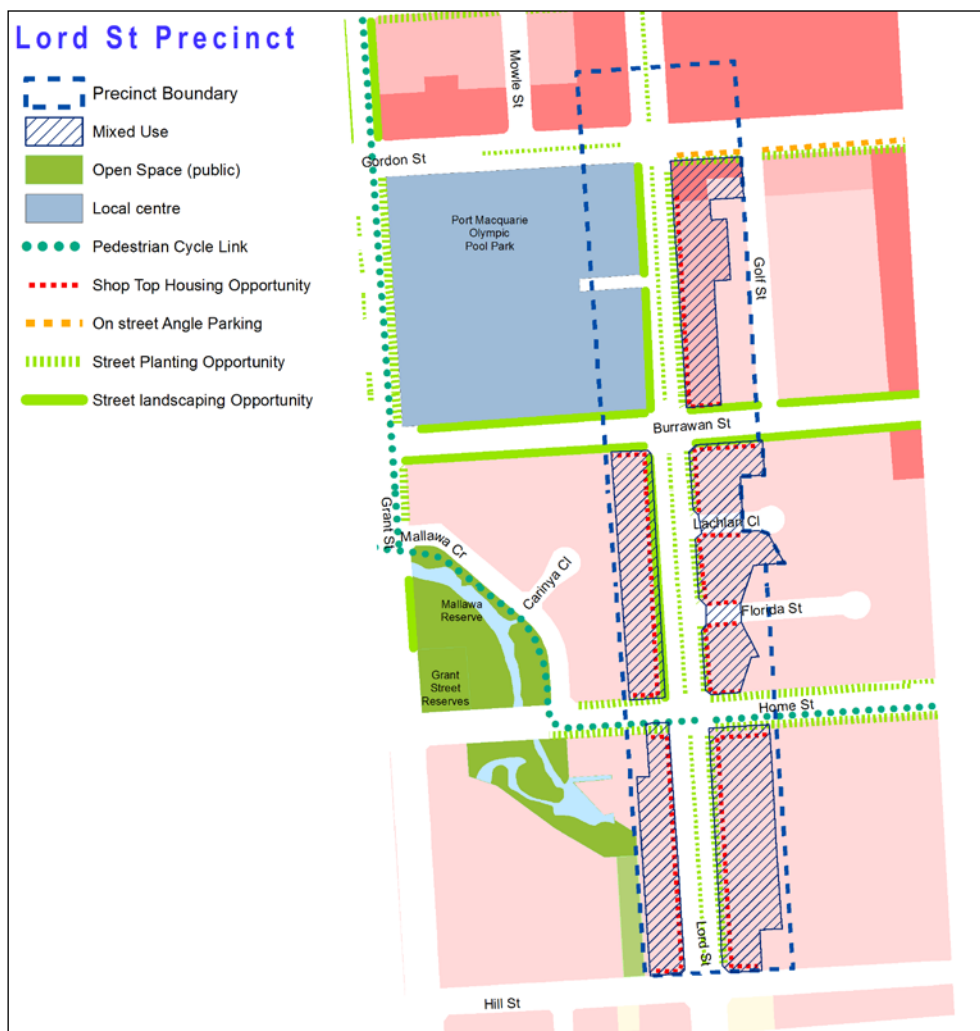 Lord St Precinct
Precinct Boundary
Mixed Use
Open Space (public)
Local centre
Pedestrian Cycle Link
Shop Top Housing Opportunity
On street Angle Parking
Street Planting Opportunity
Street landscaping Opportunity
Mowle St
Gordon St
Port Macquarie
Olympic
Pool Park
Golf St
Burrawan St
Grant St
Mallawa Cr
Carinya Cl
Lachlan Cl
Mallawa
Reserve
Florida St
Grant
Street
Reserves
Home St
Lord St
Hill St